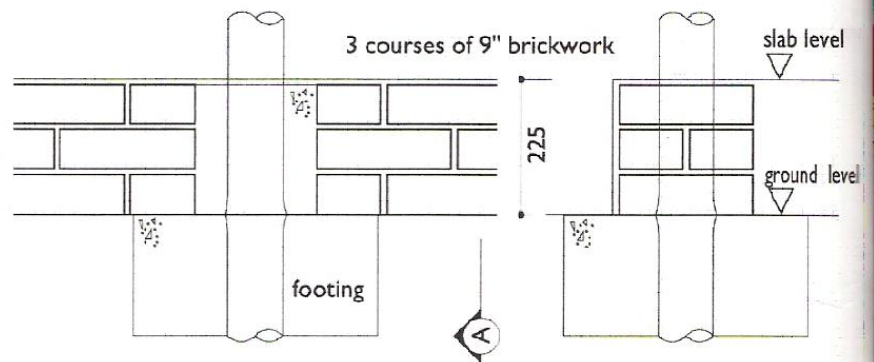 3 courses of 9" brickwork
slab level
225
ground level
footing
A